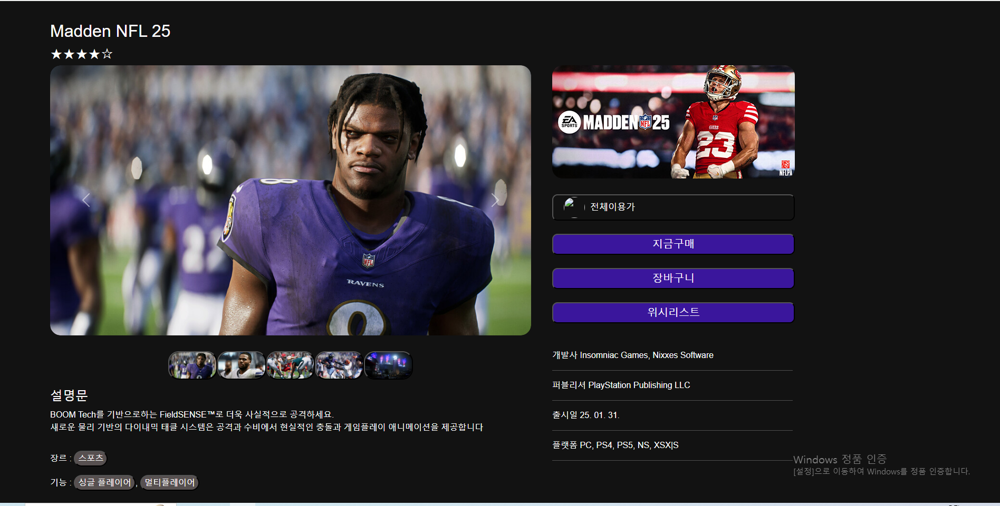 Madden NFL 25
★★★★☆
8
RAVENS
8
NFL
EA
SPORTS
MADDEN NFL 25
49ERS
23
NFLPA
전체이용가
지금구매
장바구니
위시리스트
개발사 Insomniac Games, Nixxes Software
퍼블리셔 PlayStation Publishing LLC
출시일 25. 01. 31.
플랫폼 PC, PS4, PS5, NS, XSX|S
설명문
BOOM Tech를 기반으로하는 FieldSENSE™로 더욱 사실적으로 공격하세요.
새로운 물리 기반의 다이내믹 태클 시스템은 공격과 수비에서 현실적인 충돌과 게임플레이 애니메이션을 제공합니다
장르 : 스포츠
기능 : 싱글 플레이어 , 멀티플레이어
Windows 정품 인증
[설정]으로 이동하여 Windows를 정품 인증합니다.